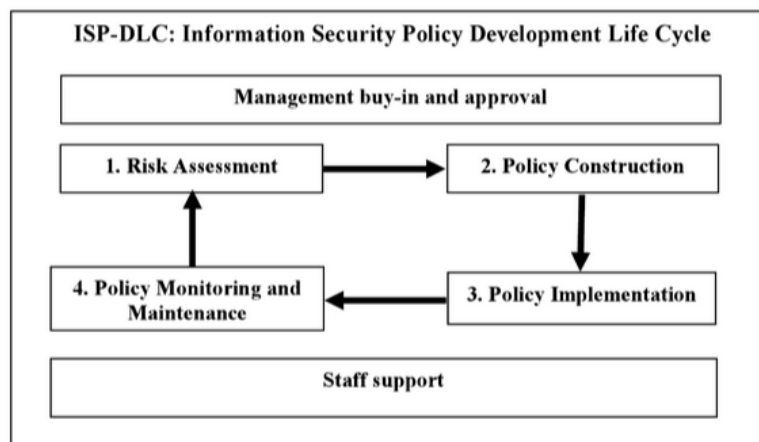 ISP-DLC: Information Security Policy Development Life Cycle
Management buy-in and approval
1. Risk Assessment
2. Policy Construction
4. Policy Monitoring and
Maintenance
3. Policy Implementation
Staff support